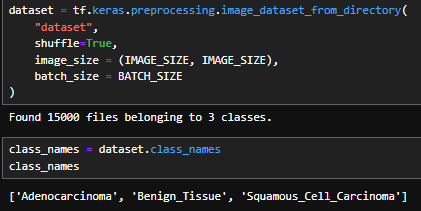 dataset = tf.keras.preprocessing.image_dataset_from_directory(
    "dataset",
    shuffle=True,
    image_size = (IMAGE_SIZE, IMAGE_SIZE),
    batch_size = BATCH_SIZE
)
Found 15000 files belonging to 3 classes.
class_names = dataset.class_names
class_names
['Adenocarcinoma', 'Benign_Tissue', 'Squamous_Cell_Carcinoma']